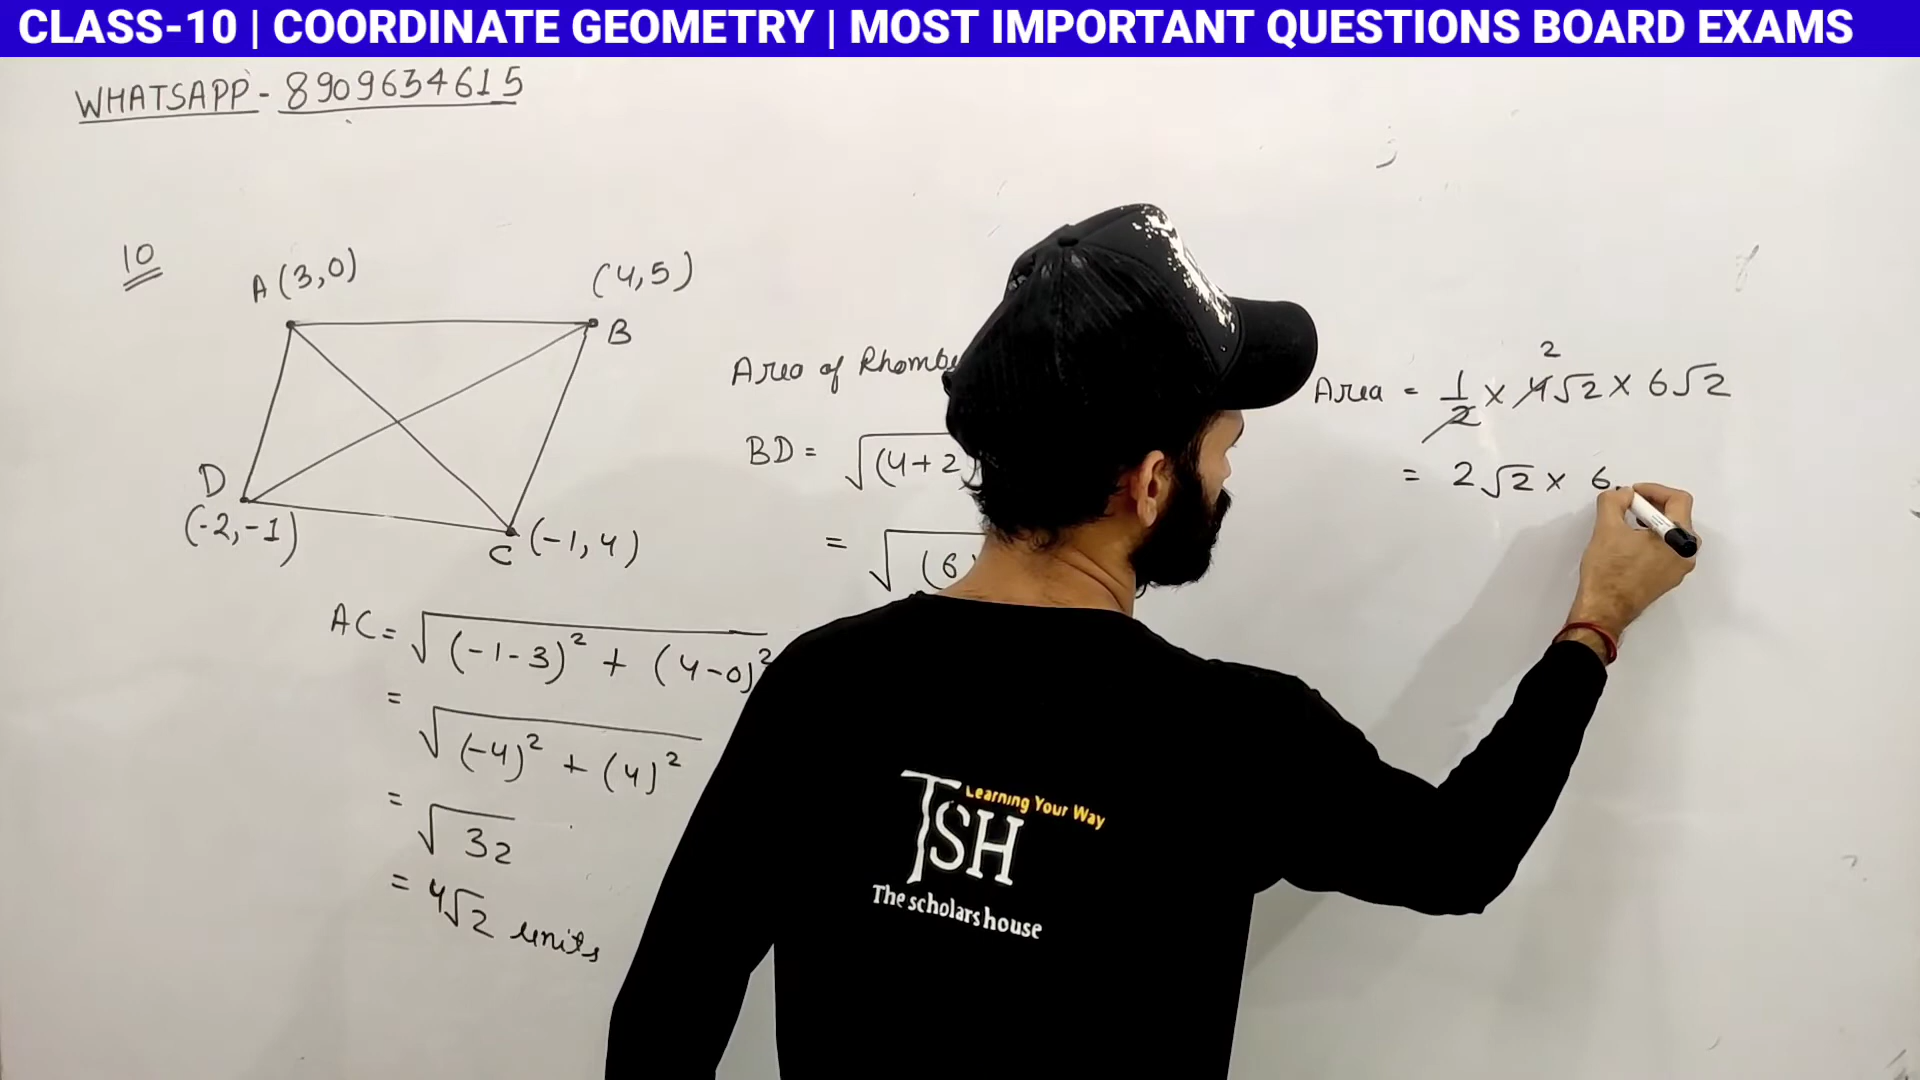 CLASS-10 | COORDINATE GEOMETRY | MOST IMPORTANT QUESTIONS BOARD EXAMS
WHATSAPP - 8909634615
10
A (3,0)
(4,5)
B
D
(-2,-1)
C (-1,4)
AC = √(-1-3)² + (4-0)²
= √(-4)² + (4)²
= √32
= 4√2 units
Area of
BD = √(4+2
= √(6
Area = 1/2 × 4√2 × 6√2
2
= 2√2 × 6
TSH
Learning Your Way
The scholars house